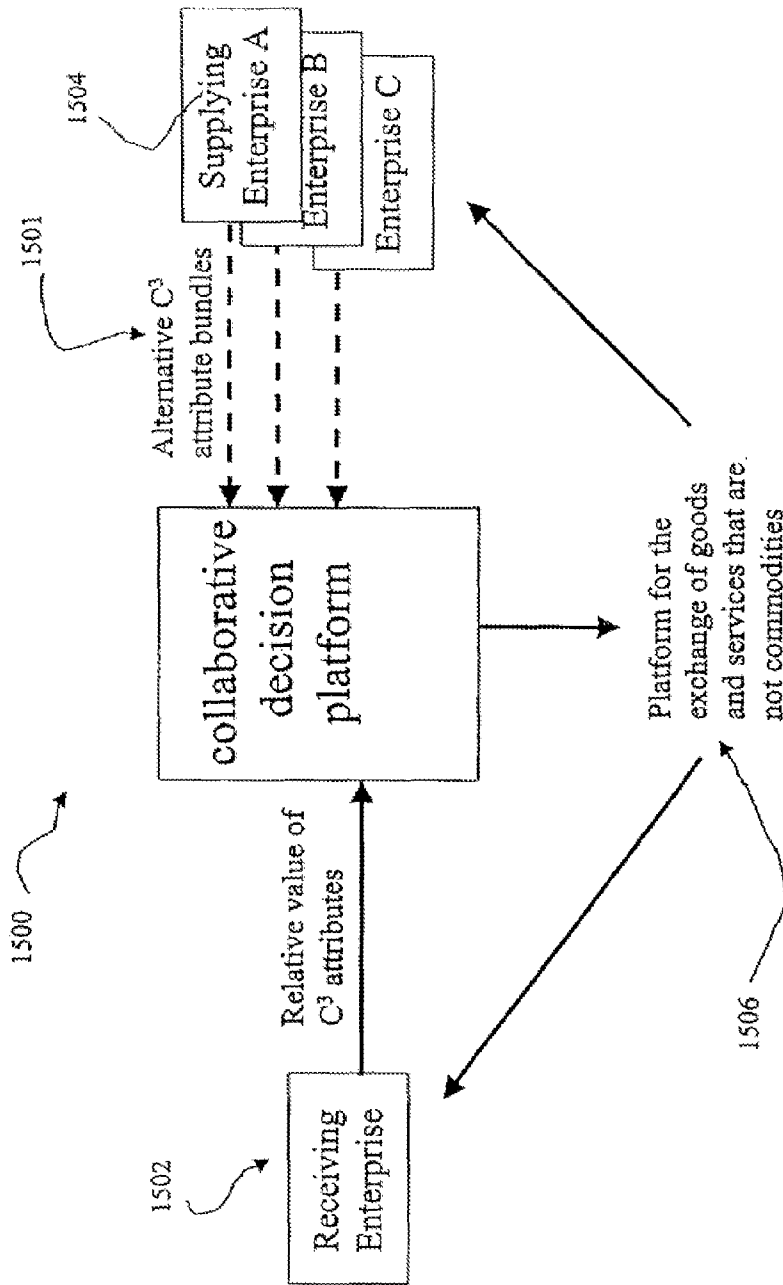 1500
1501
1504
1502
Alternative C³
attribute bundles
Supplying
Enterprise A
Enterprise B
Enterprise C
collaborative
decision
platform
Relative value of
C³ attributes
Receiving
Enterprise
Platform for the
exchange of goods
and services that are
not commodities
1506